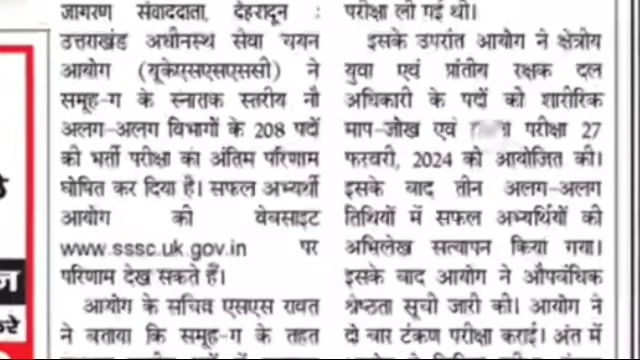 जागरण संवाददाता, देहरादून :
उत्तराखंड अधीनस्थ सेवा चयन
आयोग (यूकेएसएसएससी) ने
समूह-ग के स्नातक स्तरीय नौ
अलग-अलग विभागों के 208 पदों
की भर्ती परीक्षा का अंतिम परिणाम
घोषित कर दिया है। सफल अभ्यर्थी
आयोग की वेबसाइट
www.sssc.uk.gov.in पर
परिणाम देख सकते हैं।
आयोग के सचिव एसएस रावत
ने बताया कि समूह-ग के तहत
परीक्षा ली गई थी।
इसके उपरांत आयोग ने क्षेत्रीय
युवा एवं प्रांतीय रक्षक दल
अधिकारी के पदों को शारीरिक
माप-जोख एवं परीक्षा 27
फरवरी, 2024 को आयोजित की।
इसके बाद तीन अलग-अलग
तिथियों में सफल अभ्यर्थियों की
अभिलेख सत्यापन किया गया।
इसके बाद आयोग ने औपबंधिक
श्रेष्ठता सूची जारी की। आयोग ने
दो चार टंकण परीक्षा कराई। अंत में